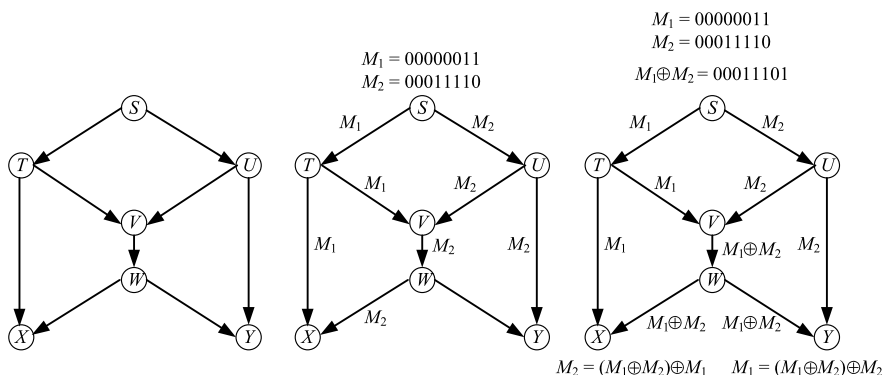 S
T
U
V
W
X
Y
M₁ = 00000011
M₂ = 00011110
S
M₁
M₂
T
U
M₁
M₂
V
M₁
M₂
M₂
W
M₂
X
Y
M₁ = 00000011
M₂ = 00011110
M₁⊕M₂ = 00011101
S
M₁
M₂
T
U
M₁
M₂
V
M₁
M₁⊕M₂
M₂
W
M₁⊕M₂
M₁⊕M₂
X
Y
M₂ = (M₁⊕M₂)⊕M₁
M₁ = (M₁⊕M₂)⊕M₂